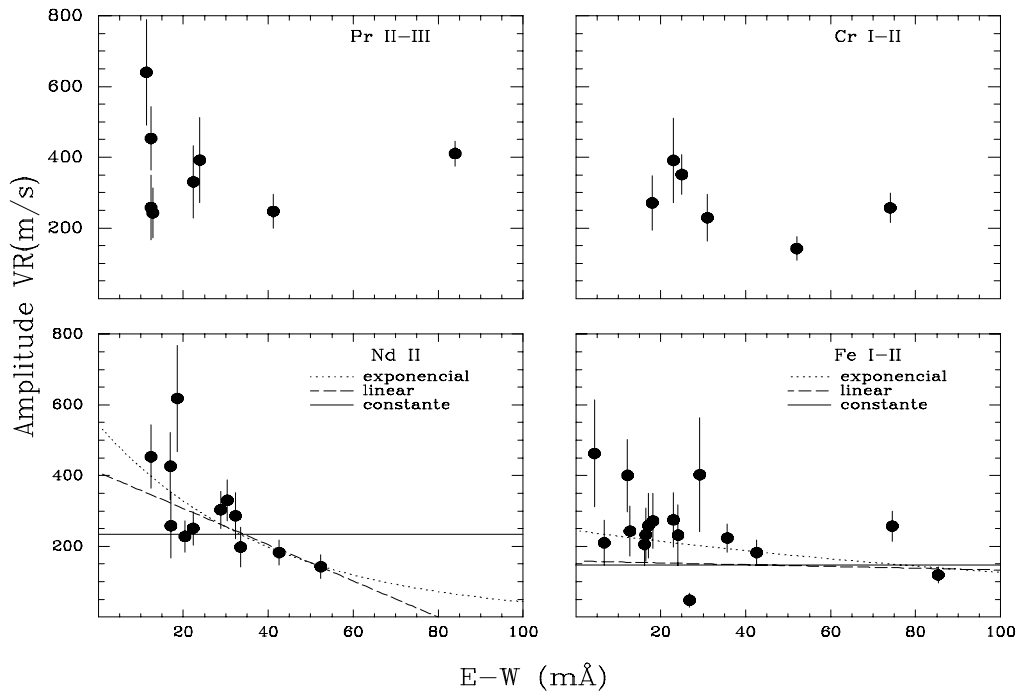 800
600
400
200
Pr II-III
Cr I-II
Amplitude VR(m/s)
800
600
400
200
Nd II
exponencial
linear
constante
Fe I-II
exponencial
linear
constante
20 40 60 80 100
20 40 60 80 100
E-W (mÅ)